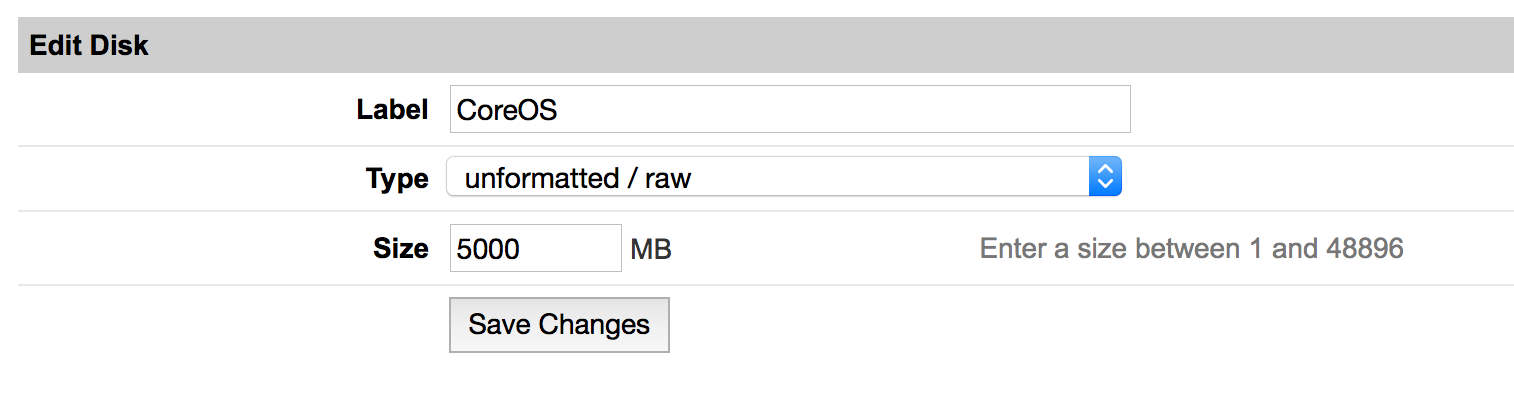 Edit Disk
Label CoreOS
Type unformatted / raw
Size 5000 MB Enter a size between 1 and 48896
Save Changes